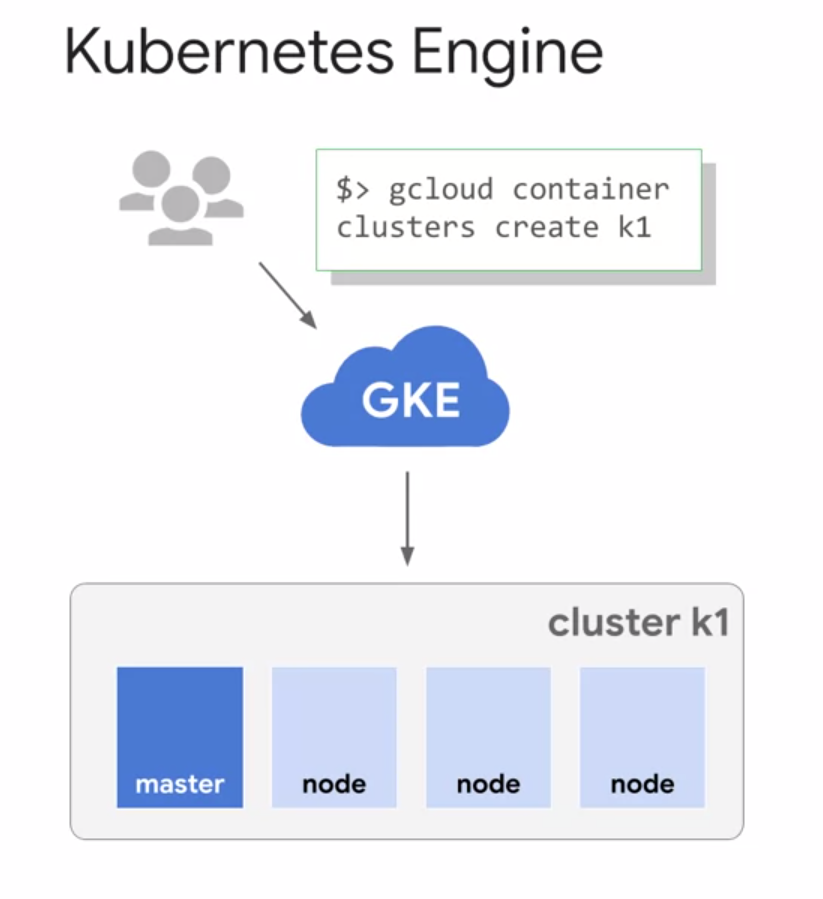 Kubernetes Engine
$> gcloud container
clusters create k1
GKE
cluster k1
master
node
node
node